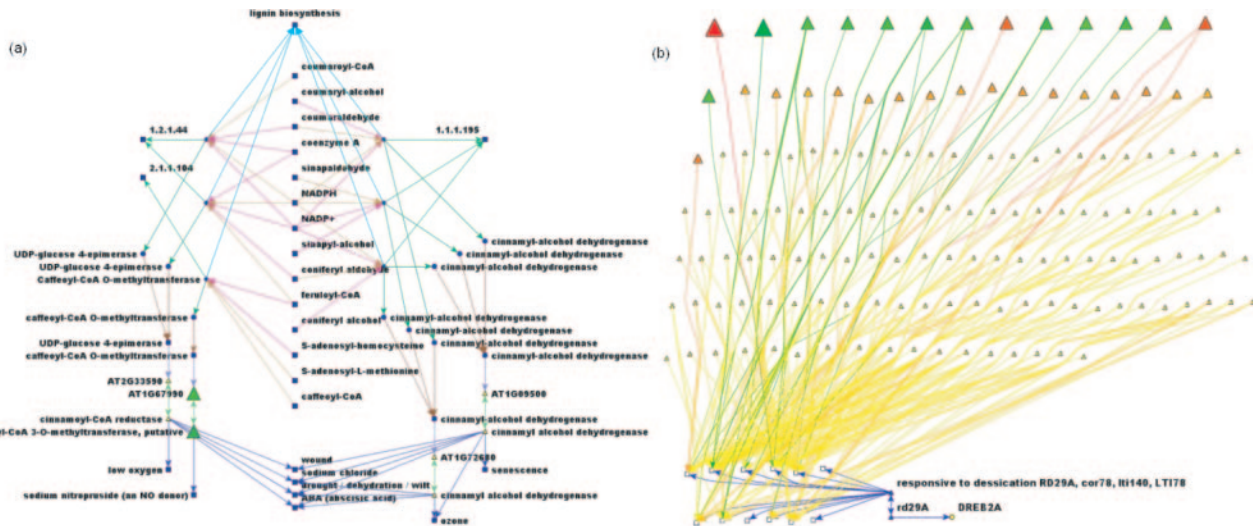 lignin biosynthesis
(a)
coumaroyl-CoA
coumaryl-alcohol
coumaraldehyde
1.2.1.44
1.1.1.195
coenzyme A
2.1.1.104
sinapaldehyde
NADPH
NADP+
sinapyl-alcohol
cinnamyl-alcohol dehydrogenase
UDP-glucose 4-epimerase
cinnamyl-alcohol dehydrogenase
UDP-glucose 4-epimerase
coniferyl aldehyde
cinnamyl-alcohol dehydrogenase
Caffeoyl-CoA O-methyltransferase
feruloyl-CoA
caffeoyl-CoA O-methyltransferase
coniferyl alcohol
cinnamyl-alcohol dehydrogenase
cinnamyl-alcohol dehydrogenase
UDP-glucose 4-epimerase
S-adenosyl-homocysteine
cinnamyl-alcohol dehydrogenase
caffeoyl-CoA O-methyltransferase
cinnamyl-alcohol dehydrogenase
AT2G33590
S-adenosyl-L-methionine
AT1G67990
AT1G09500
caffeoyl-CoA
cinnamoyl-CoA reductase
cinnamyl-alcohol dehydrogenase
yl-CoA 3-O-methyltransferase, putative
cinnamyl alcohol dehydrogenase
wound
AT1G72680
low oxygen
sodium chloride
senescence
drought / dehydration / wilt
sodium nitroprusside (an NO donor)
ABA (abscisic acid)
cinnamyl-alcohol dehydrogenase
ozone
(b)
responsive to dessication RD29A, cor78, lti140, LTI78
rd29A
DREB2A